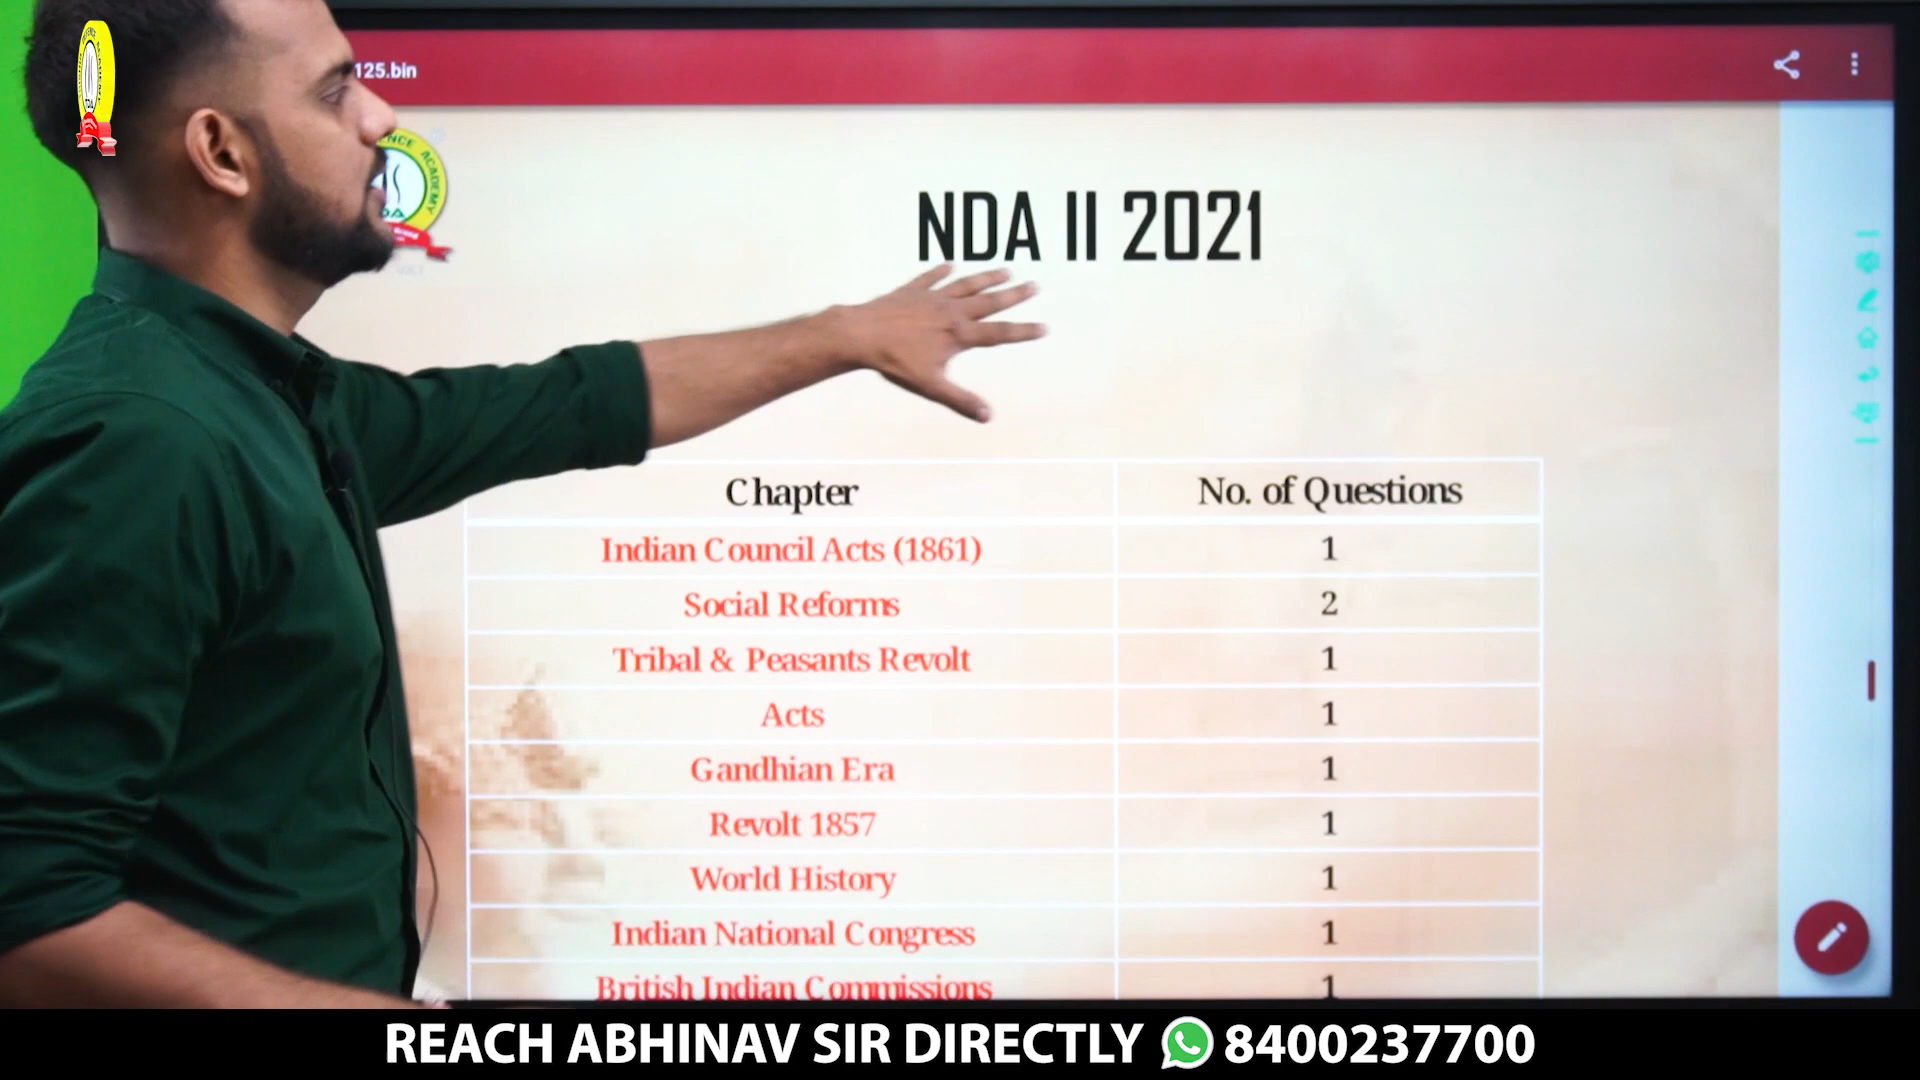 125.bin
NDA II 2021
Chapter No. of Questions
Indian Council Acts (1861) 1
Social Reforms 2
Tribal & Peasants Revolt 1
Acts 1
Gandhian Era 1
Revolt 1857 1
World History 1
Indian National Congress 1
British Indian Commissions 1
REACH ABHINAV SIR DIRECTLY 8400237700